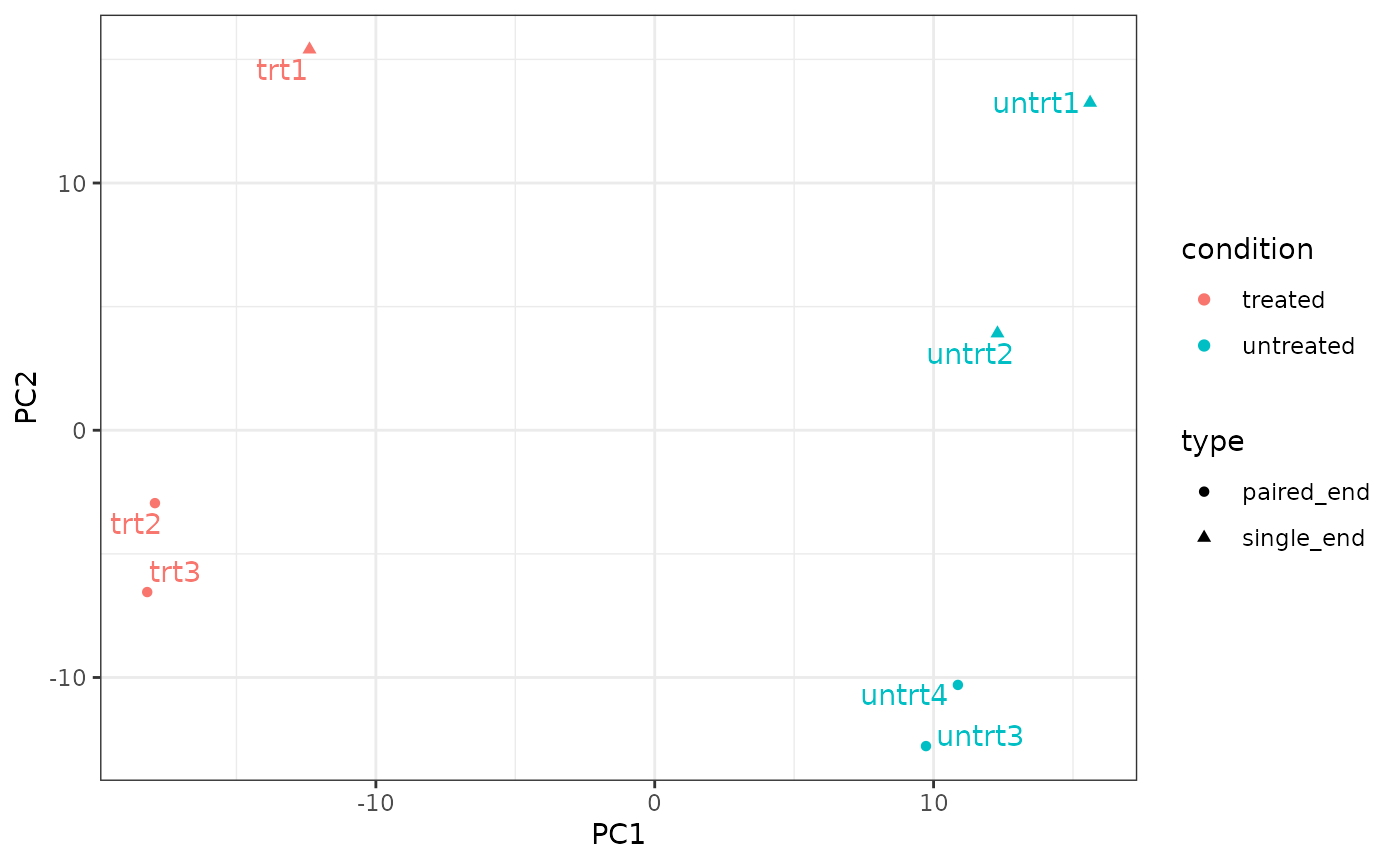 trt1
untrt1
10
untrt2
PC2
0
trt2
trt3
-10
untrt4
untrt3
-10
0
10
PC1
condition
treated
untreated
type
paired_end
single_end